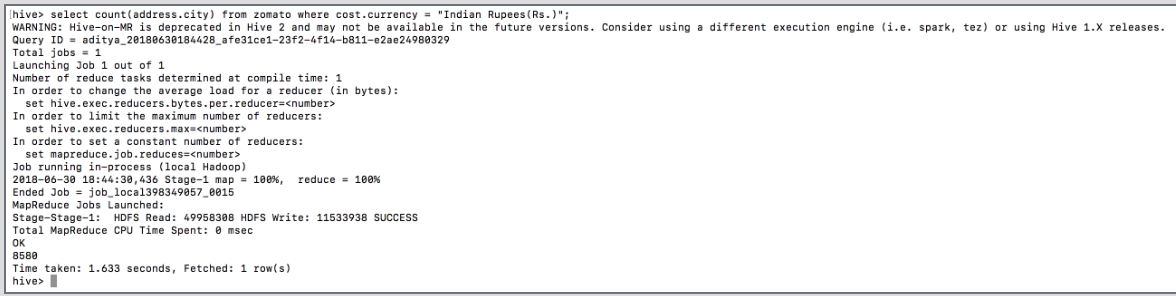 hive> select count(address.city) from zomato where cost.currency = "Indian Rupees(Rs.)";
WARNING: Hive-on-MR is deprecated in Hive 2 and may not be available in the future versions. Consider using a different execution engine (i.e. spark, tez) or using Hive 1.X releases.
Query ID = aditya_20180630184428_afe31ce1-23f2-4f14-b811-e2ae24980329
Total jobs = 1
Launching Job 1 out of 1
Number of reduce tasks determined at compile time: 1
In order to change the average load for a reducer (in bytes):
  set hive.exec.reducers.bytes.per.reducer=<number>
In order to limit the maximum number of reducers:
  set hive.exec.reducers.max=<number>
In order to set a constant number of reducers:
  set mapreduce.job.reduces=<number>
Job running in-process (local Hadoop)
2018-06-30 18:44:30,436 Stage-1 map = 100%,  reduce = 100%
Ended Job = job_local398349057_0015
MapReduce Jobs Launched:
Stage-Stage-1:  HDFS Read: 49958308 HDFS Write: 11533938 SUCCESS
Total MapReduce CPU Time Spent: 0 msec
OK
8580
Time taken: 1.633 seconds, Fetched: 1 row(s)
hive>